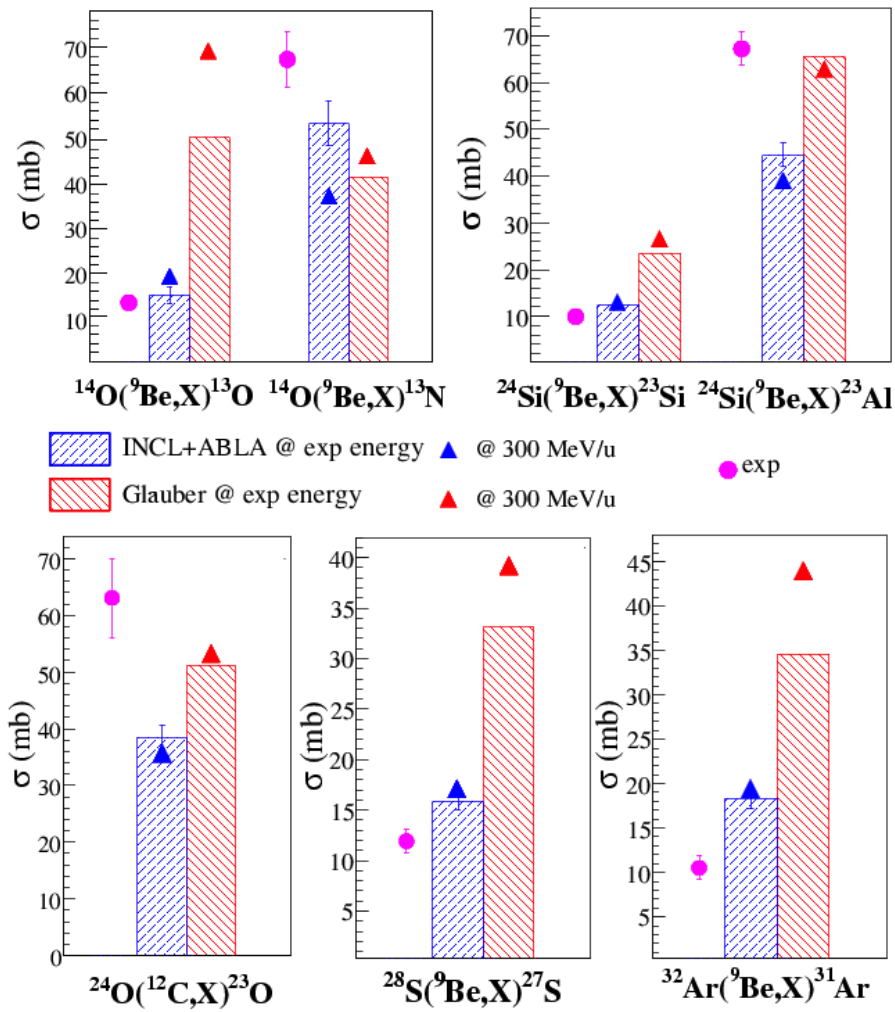 σ (mb)
70
60
50
40
30
20
10
¹⁴O(⁹Be,X)¹³O
¹⁴O(⁹Be,X)¹³N
σ (mb)
70
60
50
40
30
20
10
²⁴Si(⁹Be,X)²³Si
²⁴Si(⁹Be,X)²³Al
INCL+ABLA @ exp energy
@ 300 MeV/u
exp
Glauber @ exp energy
@ 300 MeV/u
σ (mb)
70
60
50
40
30
20
10
0
²⁴O(¹²C,X)²³O
σ (mb)
40
35
30
25
20
15
10
5
²⁸S(⁹Be,X)²⁷S
σ (mb)
45
40
35
30
25
20
15
10
5
³²Ar(⁹Be,X)³¹Ar